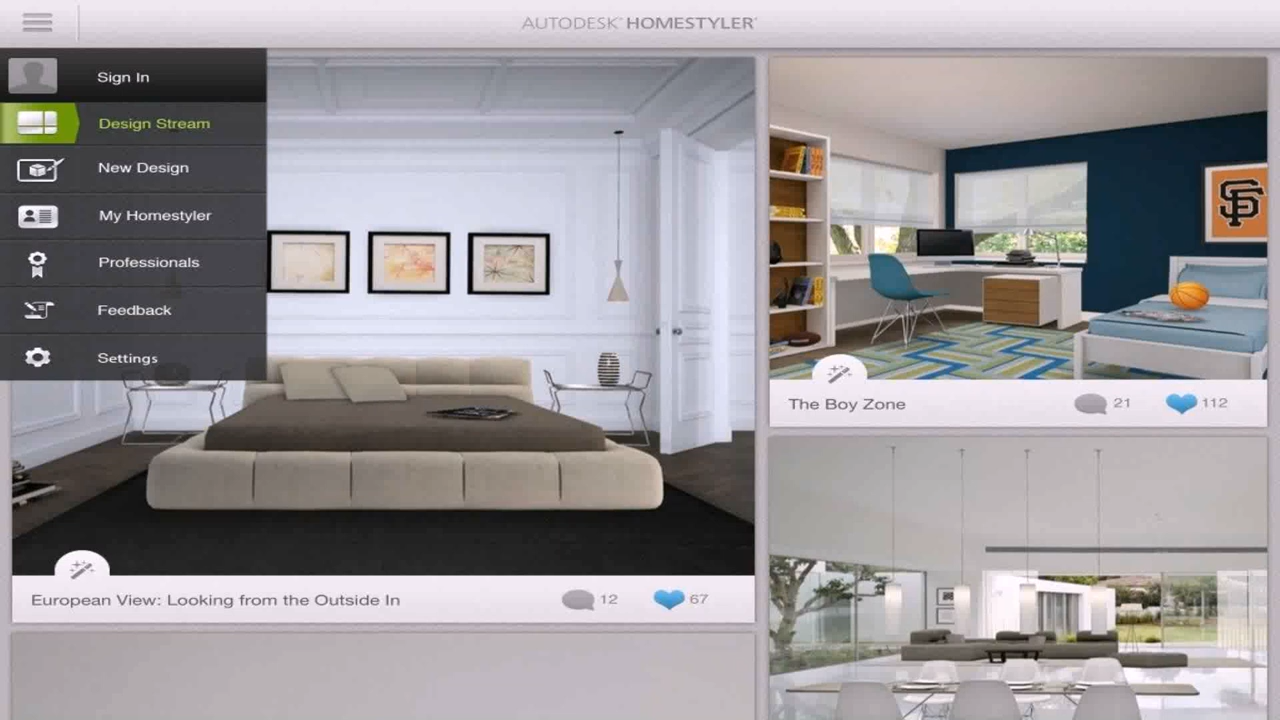 AUTODESK® HOMESTYLER®
Sign In
Design Stream
New Design
My Homestyler
Professionals
Feedback
Settings
SF
The Boy Zone
21
112
European View: Looking from the Outside In
12
67